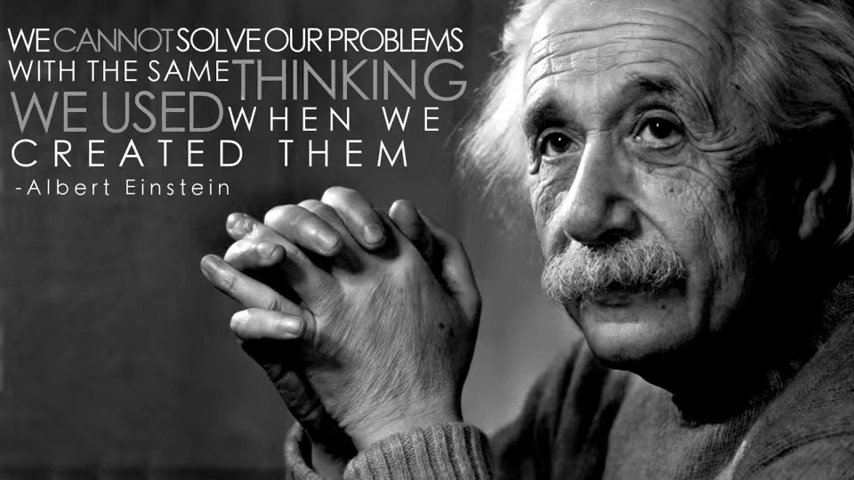 WE CANNOT SOLVE OUR PROBLEMS
WITH THE SAME THINKING
WE USED WHEN WE
CREATED THEM
-Albert Einstein